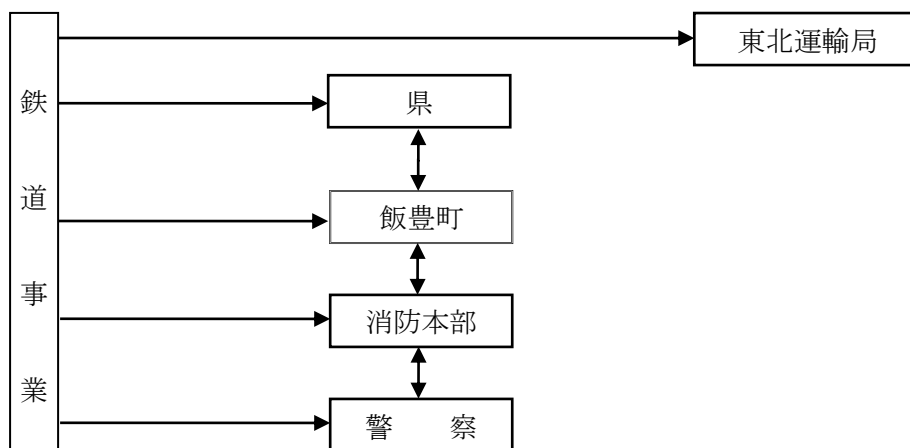 東北運輸局
鉄道事業
県
飯豊町
消防本部
警　察